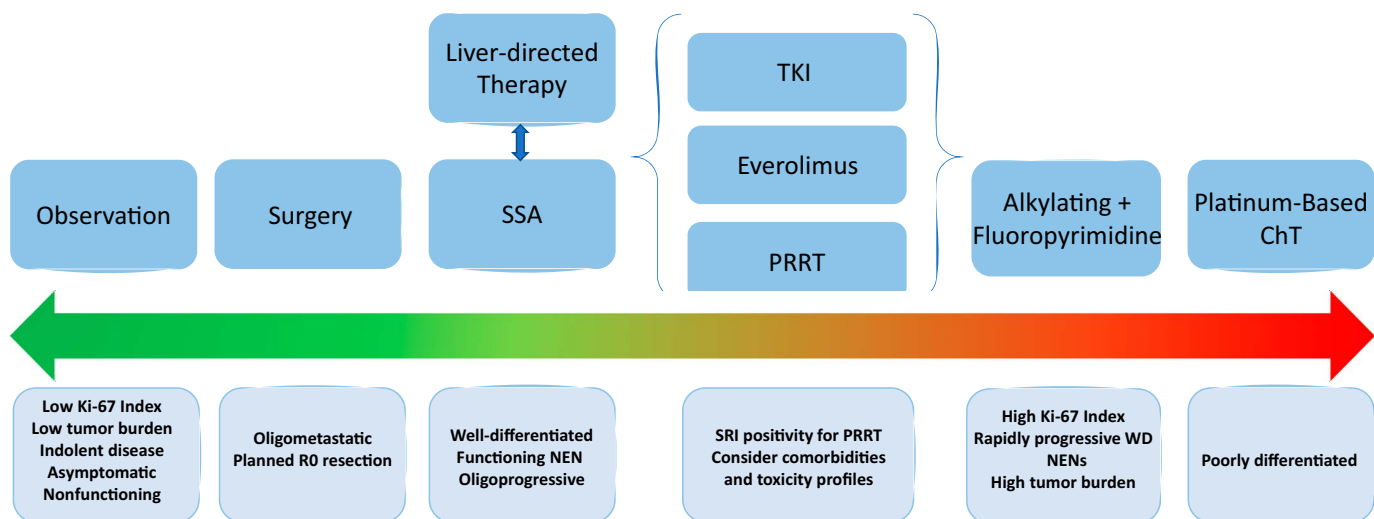 Liver-directed
Therapy
TKI
Everolimus
PRRT
Observation
Surgery
SSA
Alkylating +
Fluoropyrimidine
Platinum-Based
ChT
Low Ki-67 Index
Low tumor burden
Indolent disease
Asymptomatic
Nonfunctioning
Oligometastatic
Planned R0 resection
Well-differentiated
Functioning NEN
Oligoprogressive
SRI positivity for PRRT
Consider comorbidities
and toxicity profiles
High Ki-67 Index
Rapidly progressive WD
NENs
High tumor burden
Poorly differentiated